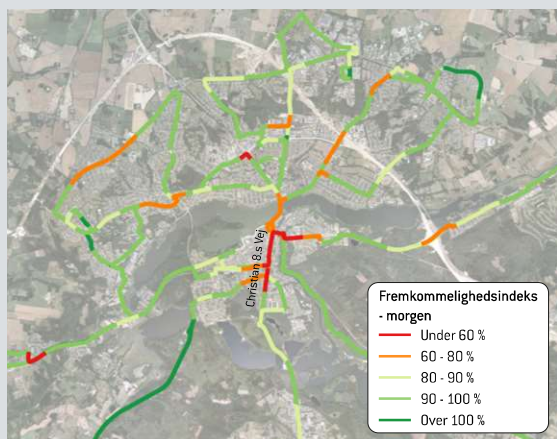 Christian 8.s Vej
Fremkommelighedsindeks
- morgen
Under 60 %
60 - 80 %
80 - 90 %
90 - 100 %
Over 100 %